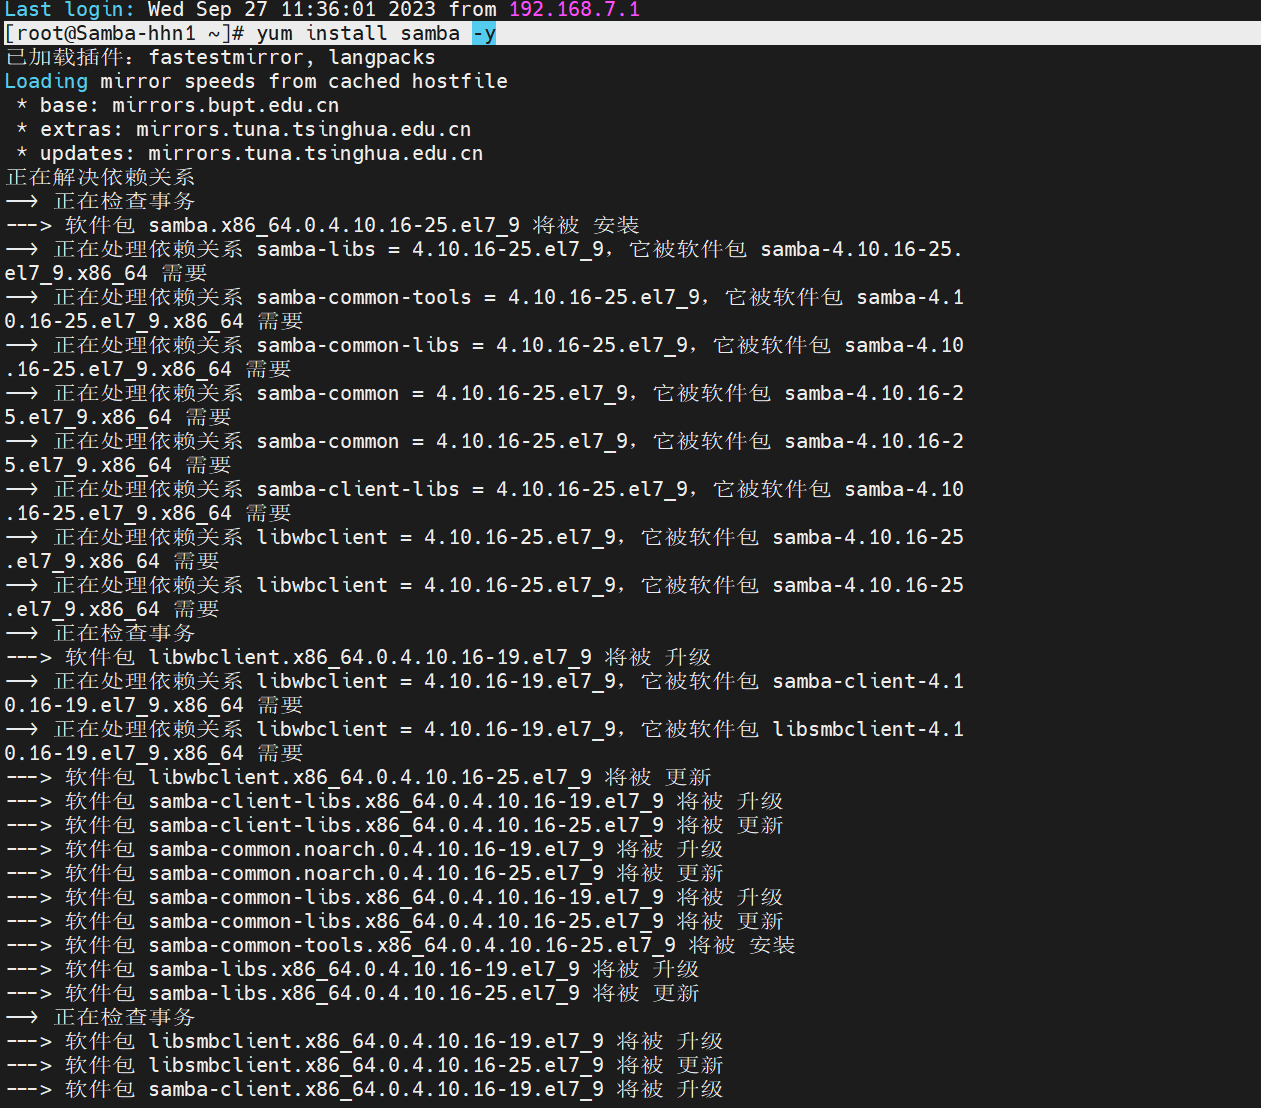 Last login: Wed Sep 27 11:36:01 2023 from 192.168.7.1
[root@Samba-hhn1 ~]# yum install samba -y
已加载插件：fastestmirror, langpacks
Loading mirror speeds from cached hostfile
 * base: mirrors.bupt.edu.cn
 * extras: mirrors.tuna.tsinghua.edu.cn
 * updates: mirrors.tuna.tsinghua.edu.cn
正在解决依赖关系
--> 正在检查事务
---> 软件包 samba.x86_64.0.4.10.16-25.el7_9 将被 安装
--> 正在处理依赖关系 samba-libs = 4.10.16-25.el7_9，它被软件包 samba-4.10.16-25.
el7_9.x86_64 需要
--> 正在处理依赖关系 samba-common-tools = 4.10.16-25.el7_9，它被软件包 samba-4.1
0.16-25.el7_9.x86_64 需要
--> 正在处理依赖关系 samba-common-libs = 4.10.16-25.el7_9，它被软件包 samba-4.10
.16-25.el7_9.x86_64 需要
--> 正在处理依赖关系 samba-common = 4.10.16-25.el7_9，它被软件包 samba-4.10.16-2
5.el7_9.x86_64 需要
--> 正在处理依赖关系 samba-common = 4.10.16-25.el7_9，它被软件包 samba-4.10.16-2
5.el7_9.x86_64 需要
--> 正在处理依赖关系 samba-client-libs = 4.10.16-25.el7_9，它被软件包 samba-4.10
.16-25.el7_9.x86_64 需要
--> 正在处理依赖关系 libwbclient = 4.10.16-25.el7_9，它被软件包 samba-4.10.16-25
.el7_9.x86_64 需要
--> 正在处理依赖关系 libwbclient = 4.10.16-25.el7_9，它被软件包 samba-4.10.16-25
.el7_9.x86_64 需要
--> 正在检查事务
---> 软件包 libwbclient.x86_64.0.4.10.16-19.el7_9 将被 升级
--> 正在处理依赖关系 libwbclient = 4.10.16-19.el7_9，它被软件包 samba-client-4.1
0.16-19.el7_9.x86_64 需要
--> 正在处理依赖关系 libwbclient = 4.10.16-19.el7_9，它被软件包 libsmbclient-4.1
0.16-19.el7_9.x86_64 需要
---> 软件包 libwbclient.x86_64.0.4.10.16-25.el7_9 将被 更新
---> 软件包 samba-client-libs.x86_64.0.4.10.16-19.el7_9 将被 升级
---> 软件包 samba-client-libs.x86_64.0.4.10.16-25.el7_9 将被 更新
---> 软件包 samba-common.noarch.0.4.10.16-19.el7_9 将被 升级
---> 软件包 samba-common.noarch.0.4.10.16-25.el7_9 将被 更新
---> 软件包 samba-common-libs.x86_64.0.4.10.16-19.el7_9 将被 升级
---> 软件包 samba-common-libs.x86_64.0.4.10.16-25.el7_9 将被 更新
---> 软件包 samba-common-tools.x86_64.0.4.10.16-25.el7_9 将被 安装
---> 软件包 samba-libs.x86_64.0.4.10.16-19.el7_9 将被 升级
---> 软件包 samba-libs.x86_64.0.4.10.16-25.el7_9 将被 更新
--> 正在检查事务
---> 软件包 libsmbclient.x86_64.0.4.10.16-19.el7_9 将被 升级
---> 软件包 libsmbclient.x86_64.0.4.10.16-25.el7_9 将被 更新
---> 软件包 samba-client.x86_64.0.4.10.16-19.el7_9 将被 升级